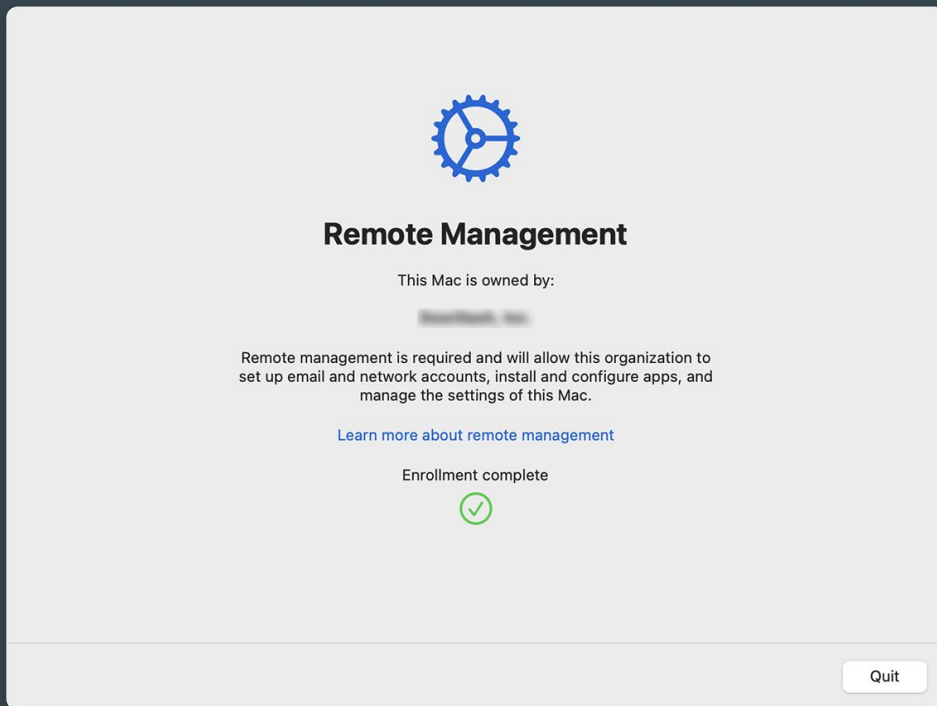 Remote Management
This Mac is owned by:
Remote management is required and will allow this organization to
set up email and network accounts, install and configure apps, and
manage the settings of this Mac.
Learn more about remote management
Enrollment complete
Quit